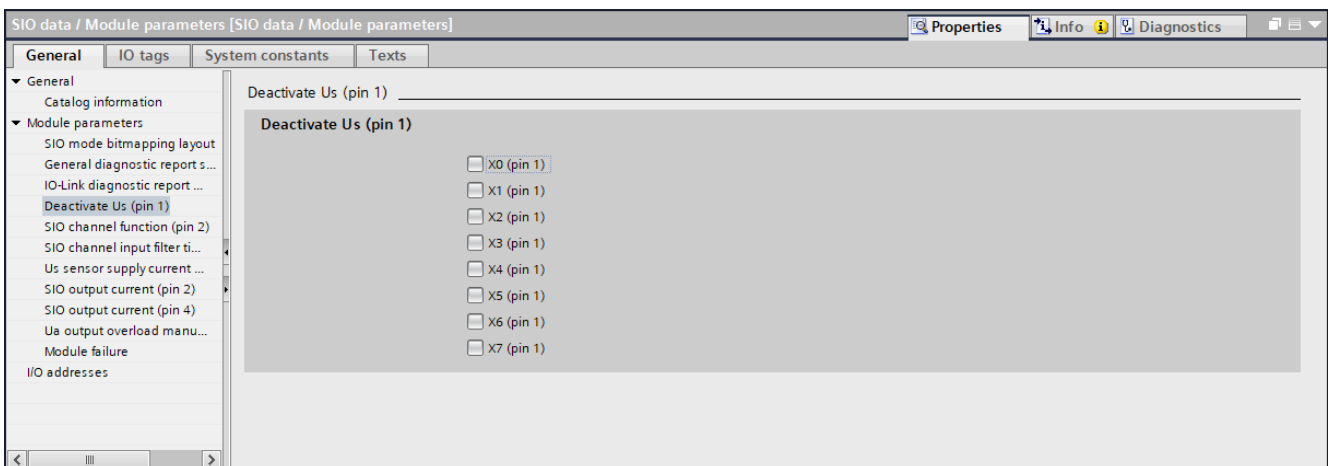 SIO data / Module parameters [SIO data / Module parameters]
Properties
Info
Diagnostics
General
IO tags
System constants
Texts
General
Catalog information
Module parameters
SIO mode bitmapping layout
General diagnostic report s...
IO-Link diagnostic report ...
Deactivate Us (pin 1)
SIO channel function (pin 2)
SIO channel input filter ti...
Us sensor supply current ...
SIO output current (pin 2)
SIO output current (pin 4)
Ua output overload manu...
Module failure
I/O addresses
Deactivate Us (pin 1)
Deactivate Us (pin 1)
X0 (pin 1)
X1 (pin 1)
X2 (pin 1)
X3 (pin 1)
X4 (pin 1)
X5 (pin 1)
X6 (pin 1)
X7 (pin 1)